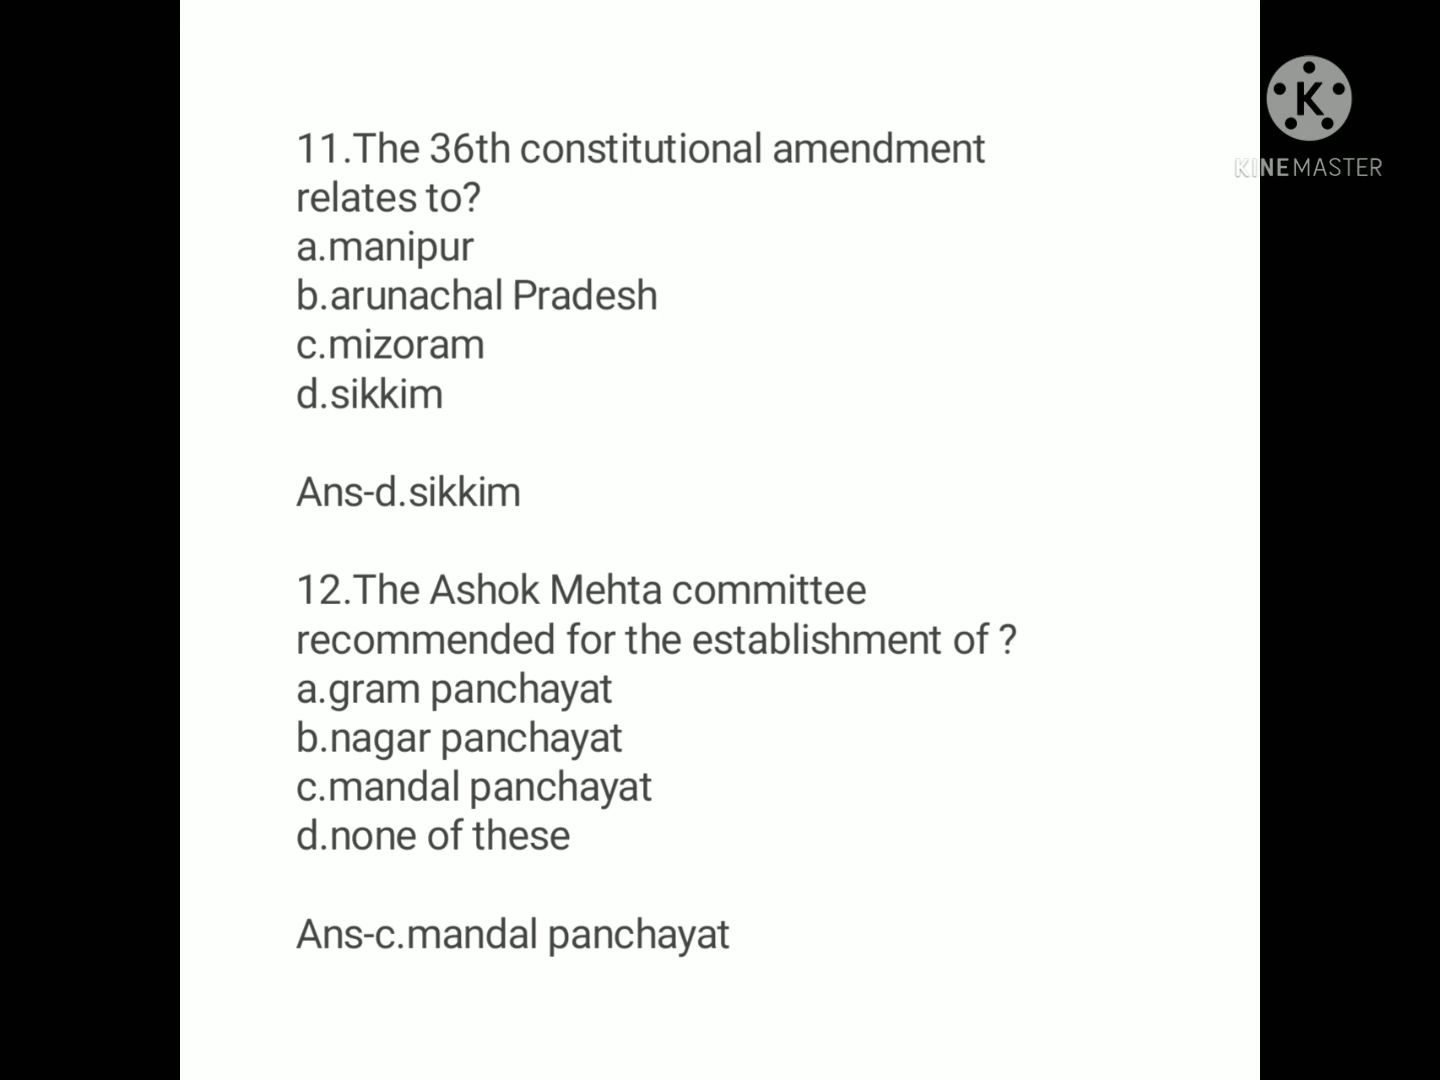 11.The 36th constitutional amendment
relates to?
a.manipur
b.arunachal Pradesh
c.mizoram
d.sikkim
Ans-d.sikkim
12.The Ashok Mehta committee
recommended for the establishment of ?
a.gram panchayat
b.nagar panchayat
c.mandal panchayat
d.none of these
Ans-c.mandal panchayat
K
KINEMASTER